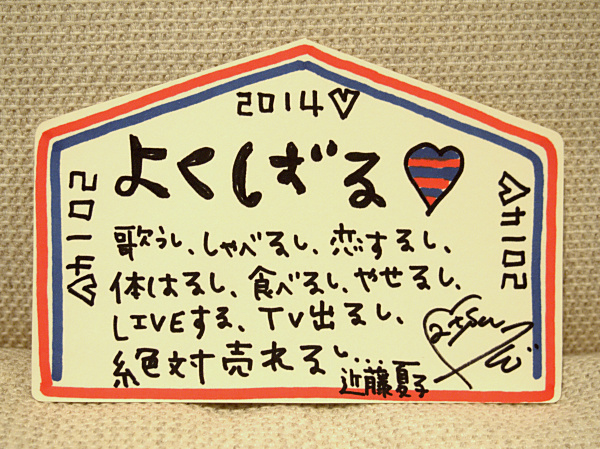 2014♡
よくしばる
歌うし、しゃべるし、恋するし、
体はるし、食べるし、やせるし、
LIVEする、TV出るし、
絶対売れるし…
近藤夏子
2014♡
2014♡